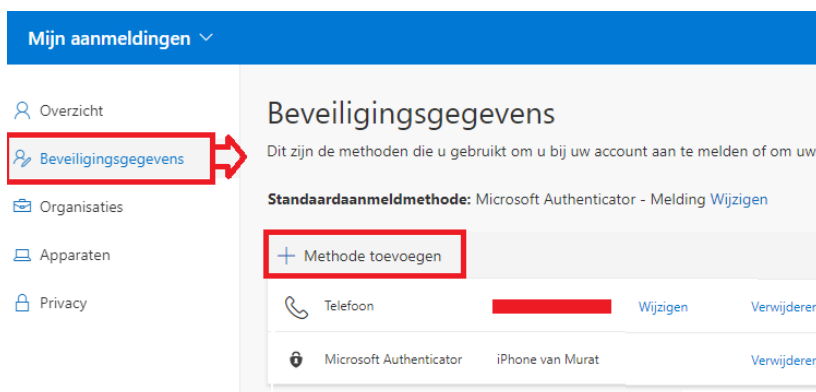 Mijn aanmeldingen
Overzicht
Beveiligingsgegevens
Organisaties
Apparaten
Privacy
Beveiligingsgegevens
Dit zijn de methoden die u gebruikt om u bij uw account aan te melden of om uw
Standaardaanmeldmethode: Microsoft Authenticator - Melding Wijzigen
+ Methode toevoegen
Telefoon Wijzigen Verwijderen
Microsoft Authenticator iPhone van Murat Verwijderen